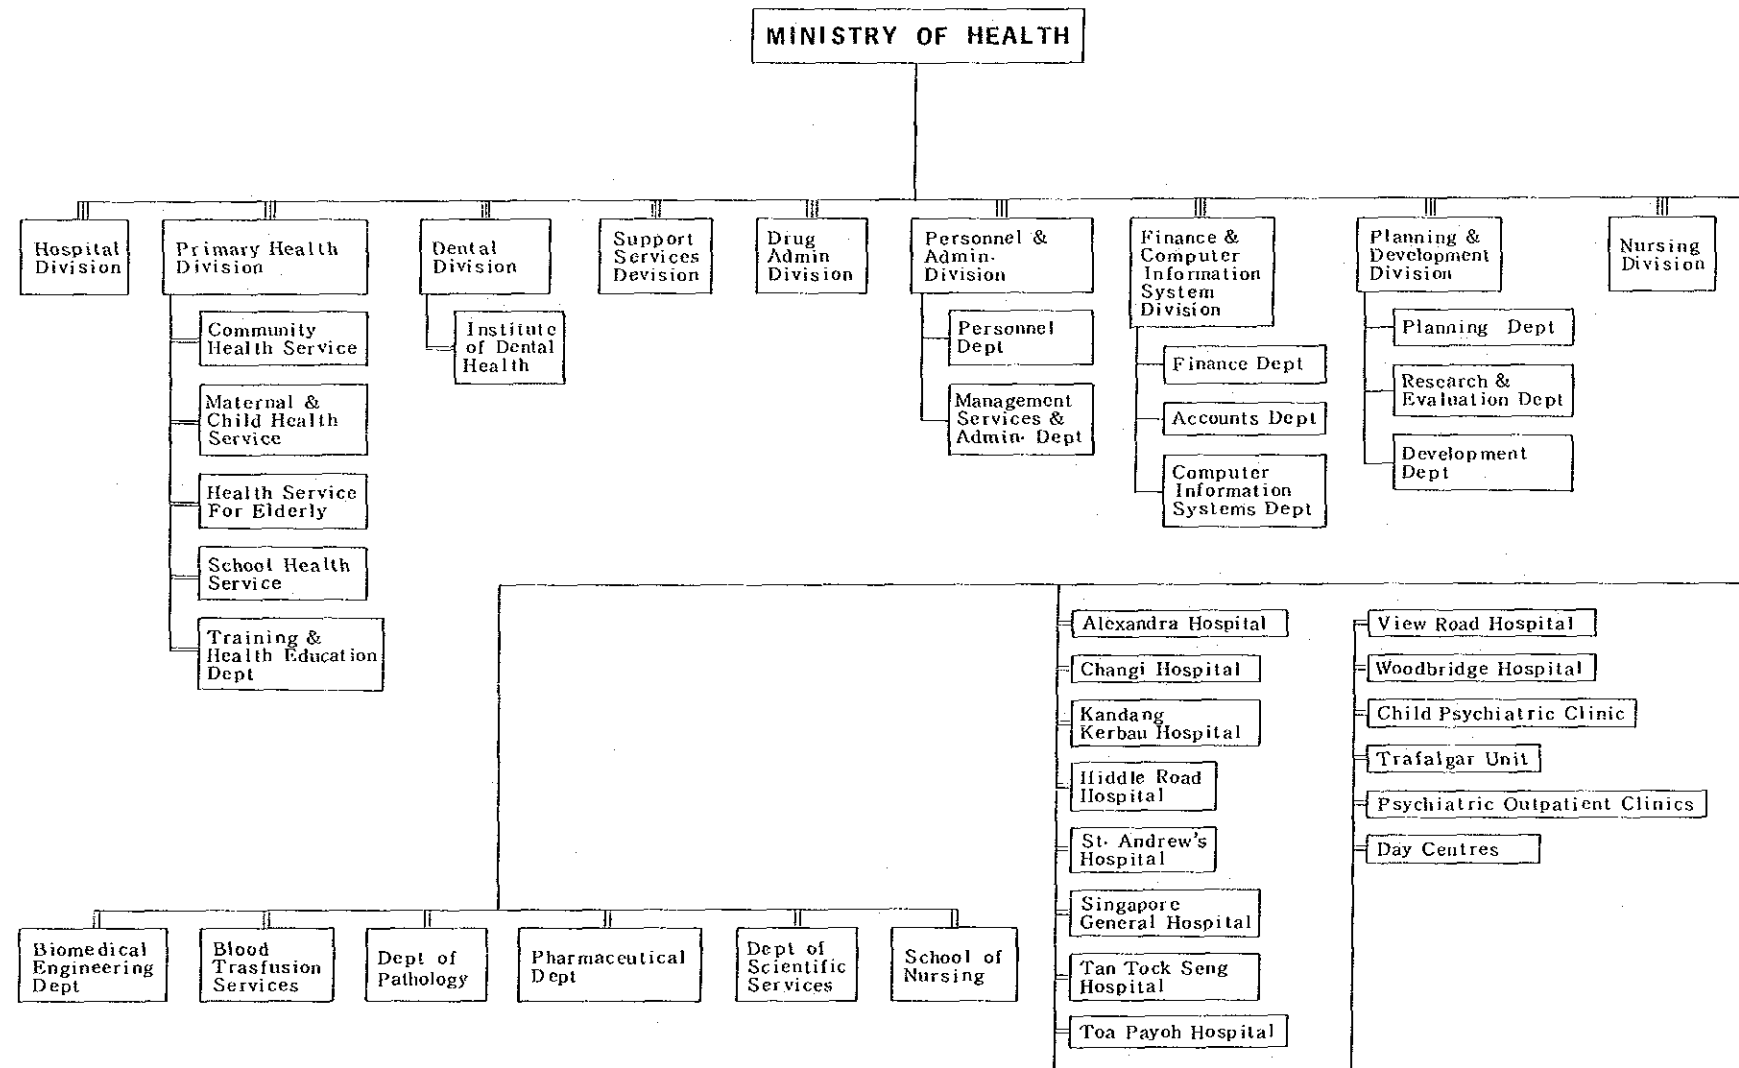 MINISTRY OF HEALTH
Hospital
Division
Primary Health
Division
Dental
Division
Support
Services
Devision
Drug
Admin
Division
Personnel &
Admin.
Division
Finance &
Computer
Information
System
Division
Planning &
Development
Division
Nursing
Division
Community
Health Service
Maternal &
Child Health
Service
Health Service
For Elderly
School Health
Service
Training &
Health Education
Dept
Institute
of Dental
Health
Personnel
Dept
Management
Services &
Admin. Dept
Finance Dept
Accounts Dept
Computer
Information
Systems Dept
Planning Dept
Research &
Evaluation Dept
Development
Dept
Alexandra Hospital
Changi Hospital
Kandang
Kerbau Hospital
Middle Road
Hospital
St. Andrew's
Hospital
Singapore
General Hospital
Tan Tock Seng
Hospital
Toa Payoh Hospital
View Road Hospital
Woodbridge Hospital
Child Psychiatric Clinic
Trafalgar Unit
Psychiatric Outpatient Clinics
Day Centres
Biomedical
Engineering
Dept
Blood
Trasfusion
Services
Dept of
Pathology
Pharmaceutical
Dept
Dept of
Scientific
Services
School of
Nursing